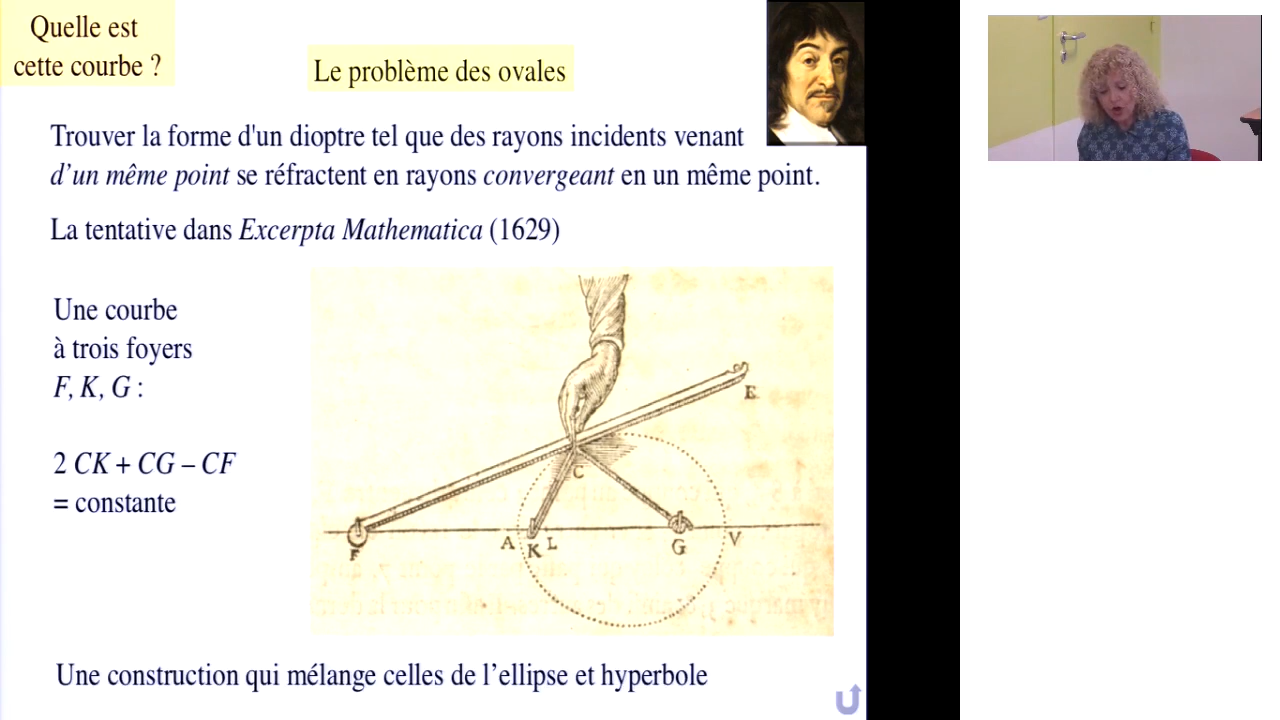 Quelle est
cette courbe ?
Le problème des ovales
Trouver la forme d'un dioptre tel que des rayons incidents venant
d’un même point se réfractent en rayons convergeant en un même point.
La tentative dans Excerpta Mathematica (1629)
Une courbe
à trois foyers
F, K, G :
2 CK + CG – CF
= constante
E
C
F
A
K
L
G
V
Une construction qui mélange celles de l’ellipse et hyperbole